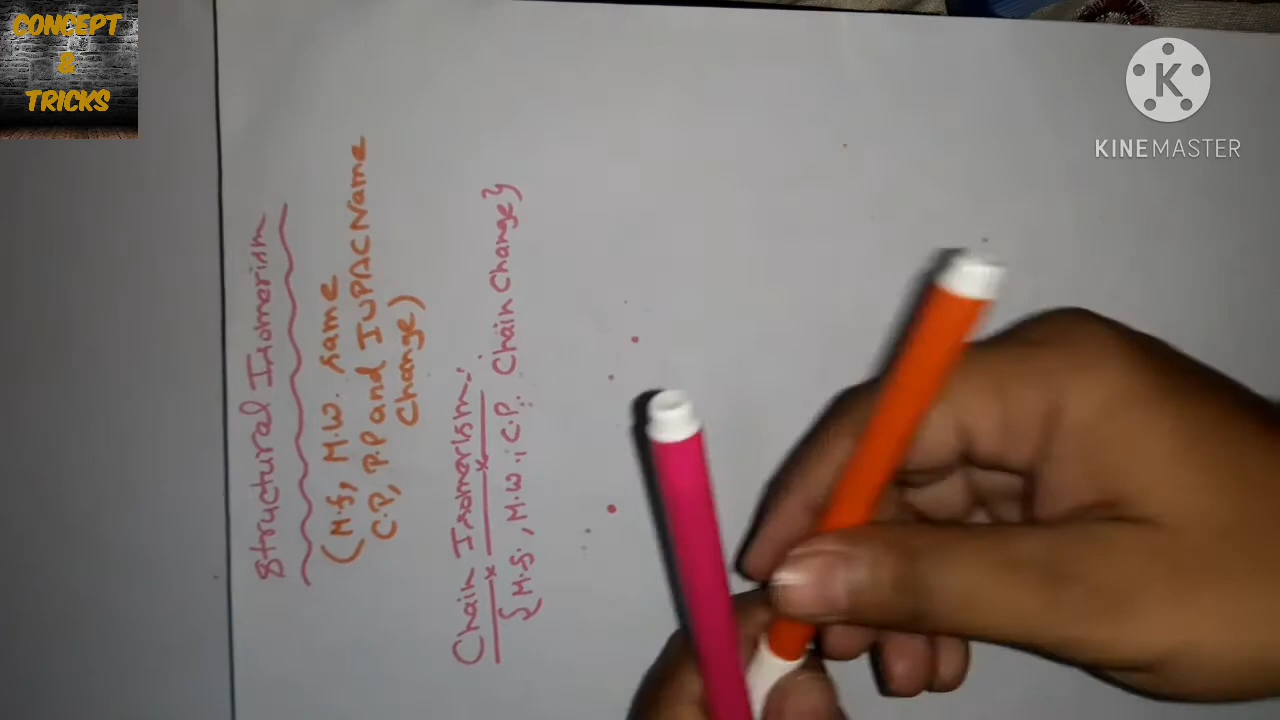 CONCEPT
&
TRICKS
K
KINEMASTER
Structural Isomerism
(M.f, M.W. same
C.P, P.P and IUPAC Name
Change)
Chain Isomerism:
{M.f., M.W., C.P. Chain Change}